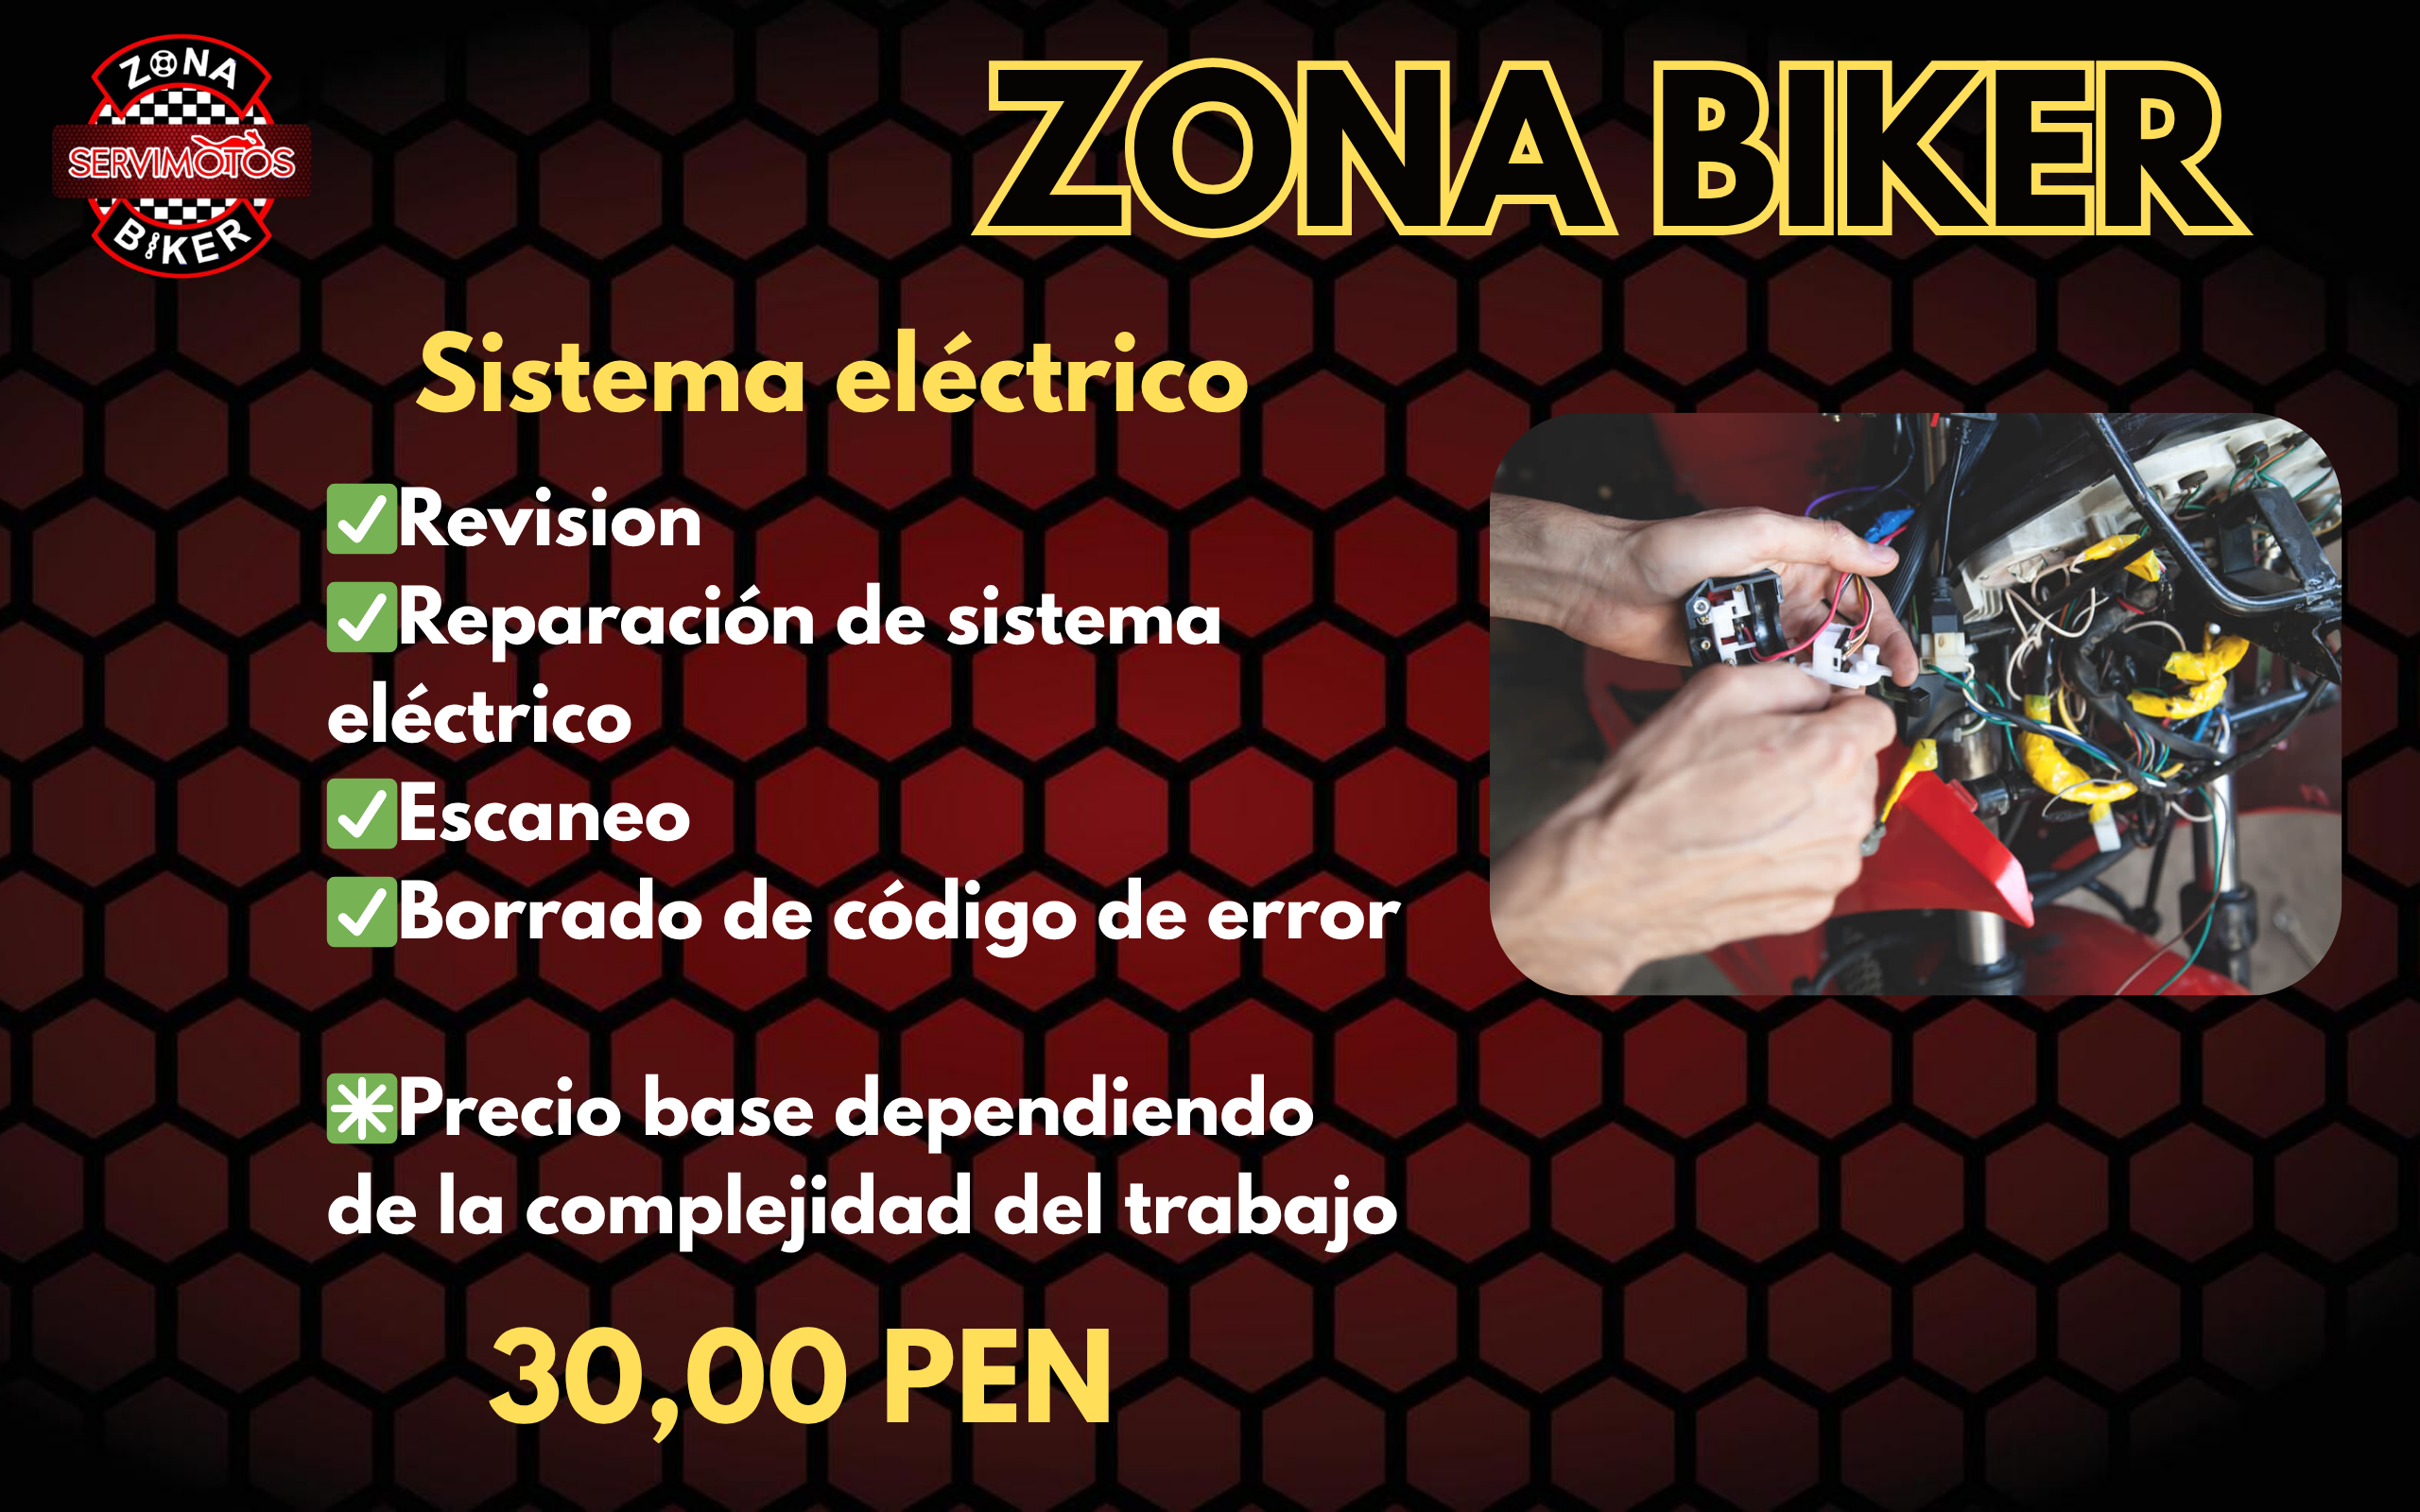 ZONA
SERVIMOTOS
BIKER
ZONA BIKER
Sistema eléctrico
✅Revision
✅Reparación de sistema
eléctrico
✅Escaneo
✅Borrado de código de error
✳️Precio base dependiendo
de la complejidad del trabajo
30,00 PEN